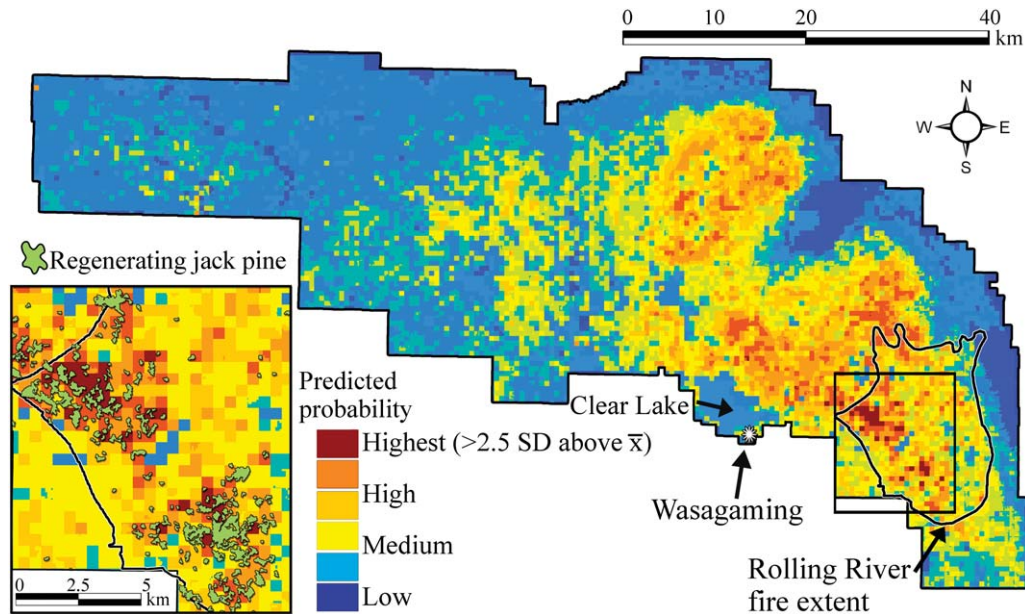 0 10 20 40
km
N
W E
S
Regenerating jack pine
Predicted
probability
Highest (>2.5 SD above x̅)
High
Medium
Low
Clear Lake
Wasagaming
Rolling River
fire extent
0 2.5 5
km